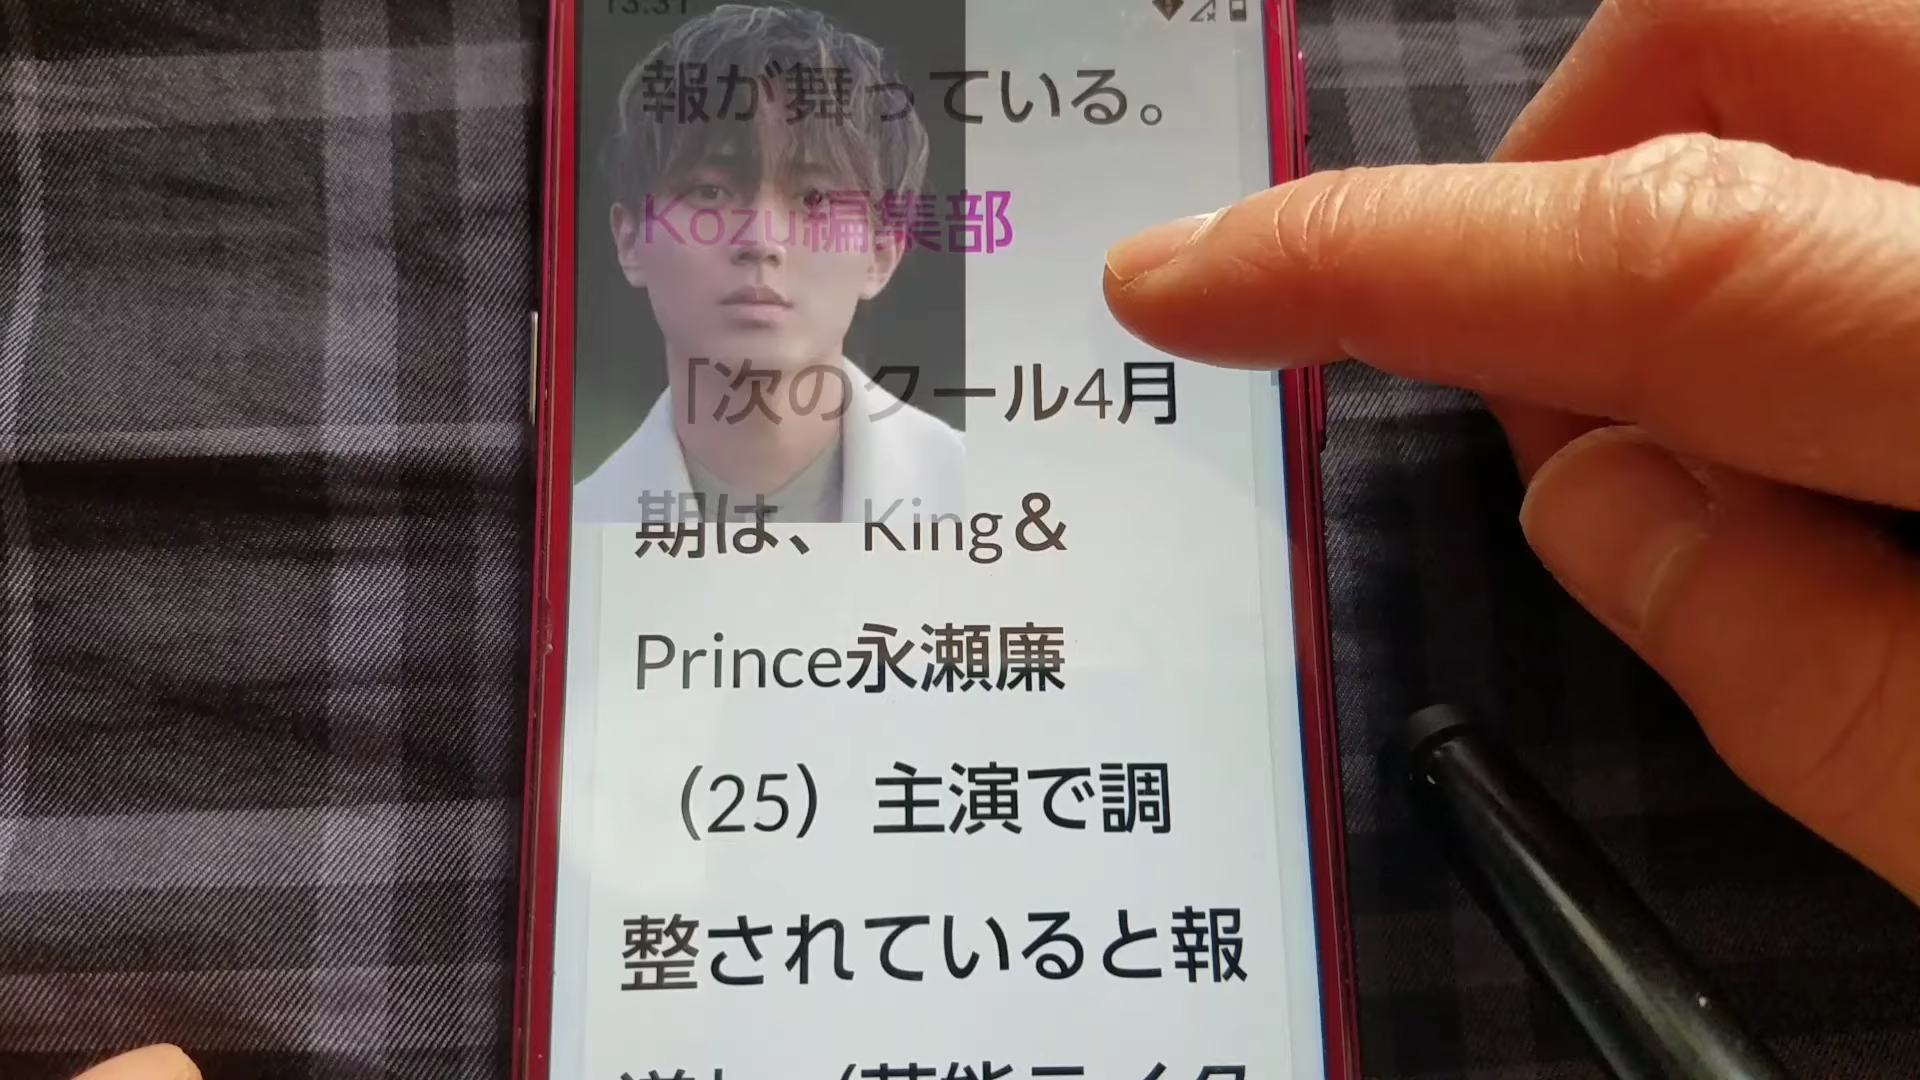 13:31
報が舞っている。
Kozu編集部
「次のクール4月
期は、King＆
Prince永瀬廉
（25）主演で調
整されていると報